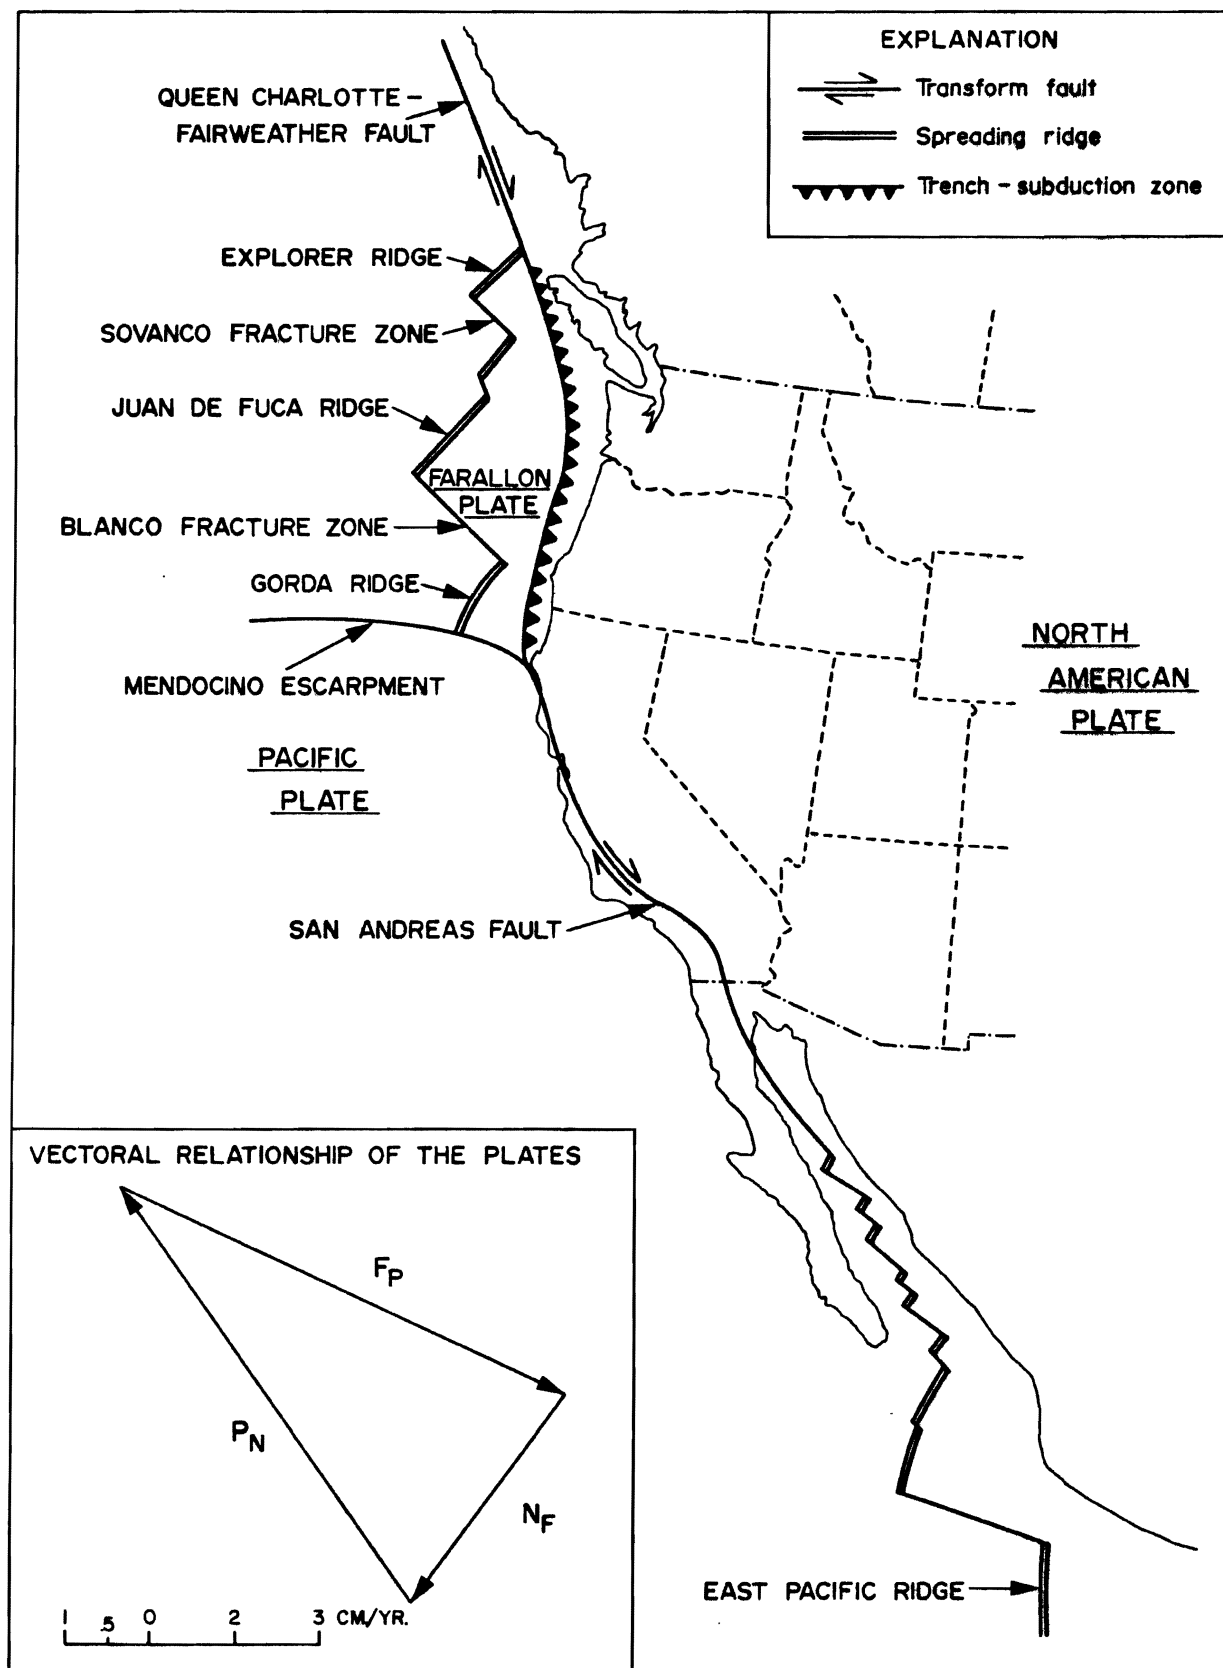 EXPLANATION
Transform fault
Spreading ridge
Trench – subduction zone
QUEEN CHARLOTTE –
FAIRWEATHER FAULT
EXPLORER RIDGE
SOVANCO FRACTURE ZONE
JUAN DE FUCA RIDGE
FARALLON
PLATE
BLANCO FRACTURE ZONE
GORDA RIDGE
MENDOCINO ESCARPMENT
NORTH
AMERICAN
PLATE
PACIFIC
PLATE
SAN ANDREAS FAULT
EAST PACIFIC RIDGE
VECTORAL RELATIONSHIP OF THE PLATES
FP
PN
NF
1 .5 0 2 3 CM/YR.